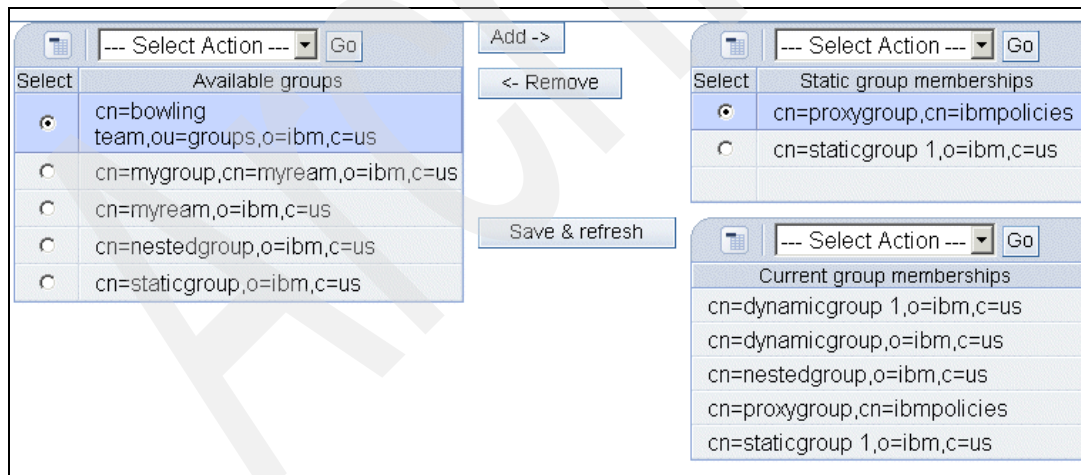 --- Select Action --- Go
Select Available groups
cn=bowling
team,ou=groups,o=ibm,c=us
cn=mygroup,cn=myream,o=ibm,c=us
cn=myream,o=ibm,c=us
cn=nestedgroup,o=ibm,c=us
cn=staticgroup,o=ibm,c=us
Add ->
<- Remove
Save & refresh
--- Select Action --- Go
Select Static group memberships
cn=proxygroup,cn=ibmpolicies
cn=staticgroup 1,o=ibm,c=us
--- Select Action --- Go
Current group memberships
cn=dynamicgroup 1,o=ibm,c=us
cn=dynamicgroup,o=ibm,c=us
cn=nestedgroup,o=ibm,c=us
cn=proxygroup,cn=ibmpolicies
cn=staticgroup 1,o=ibm,c=us